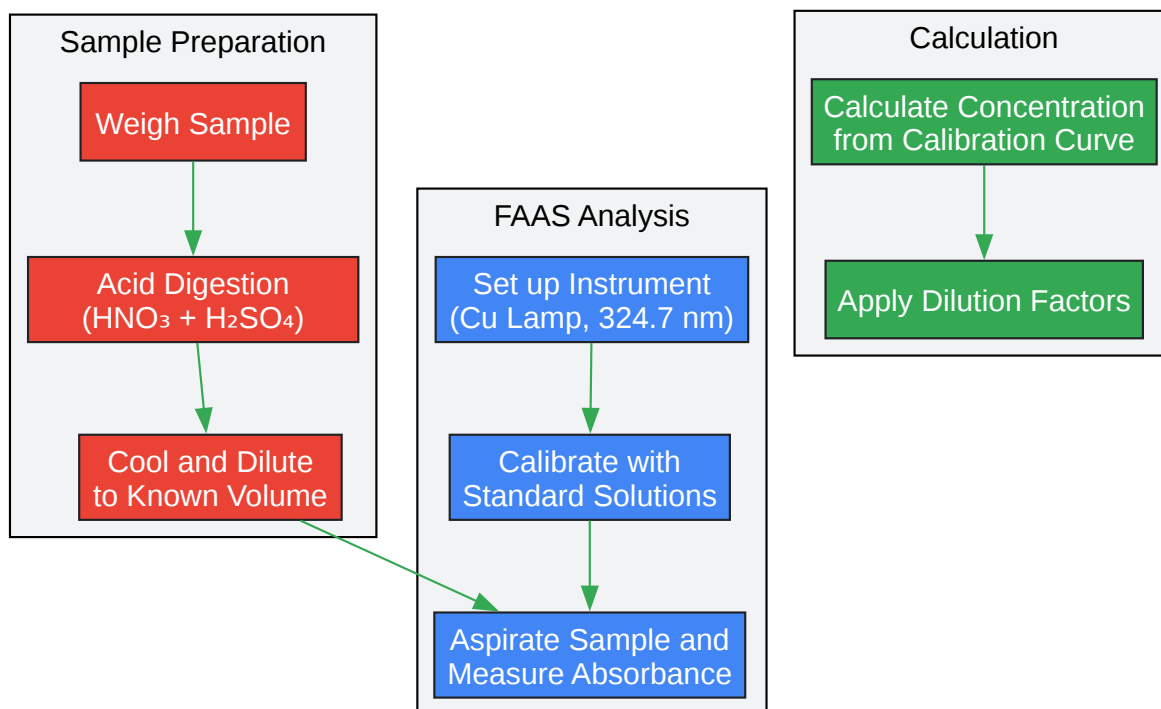 Sample Preparation
Weigh Sample
Acid Digestion
(HNO₃ + H₂SO₄)
Cool and Dilute
to Known Volume
FAAS Analysis
Set up Instrument
(Cu Lamp, 324.7 nm)
Calibrate with
Standard Solutions
Aspirate Sample and
Measure Absorbance
Calculation
Calculate Concentration
from Calibration Curve
Apply Dilution Factors